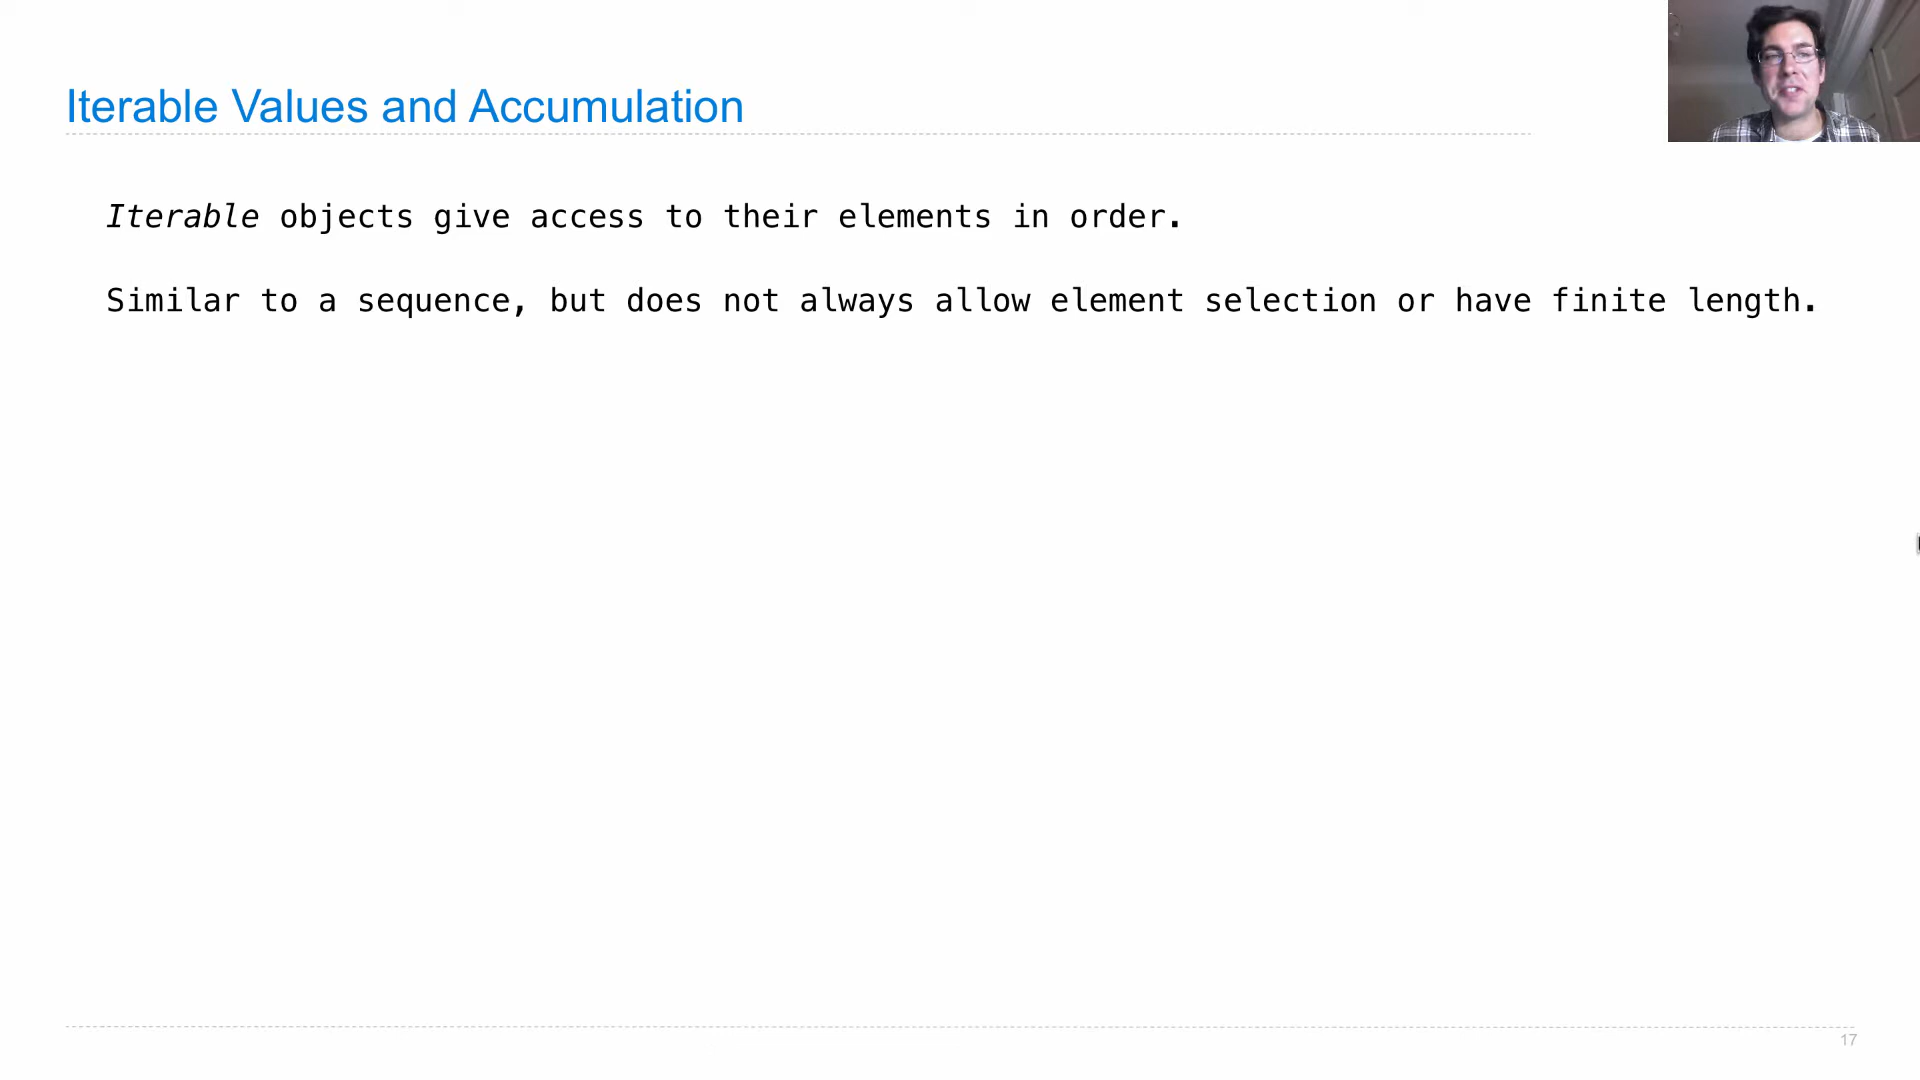 Iterable Values and Accumulation
Iterable objects give access to their elements in order.
Similar to a sequence, but does not always allow element selection or have finite length.
17